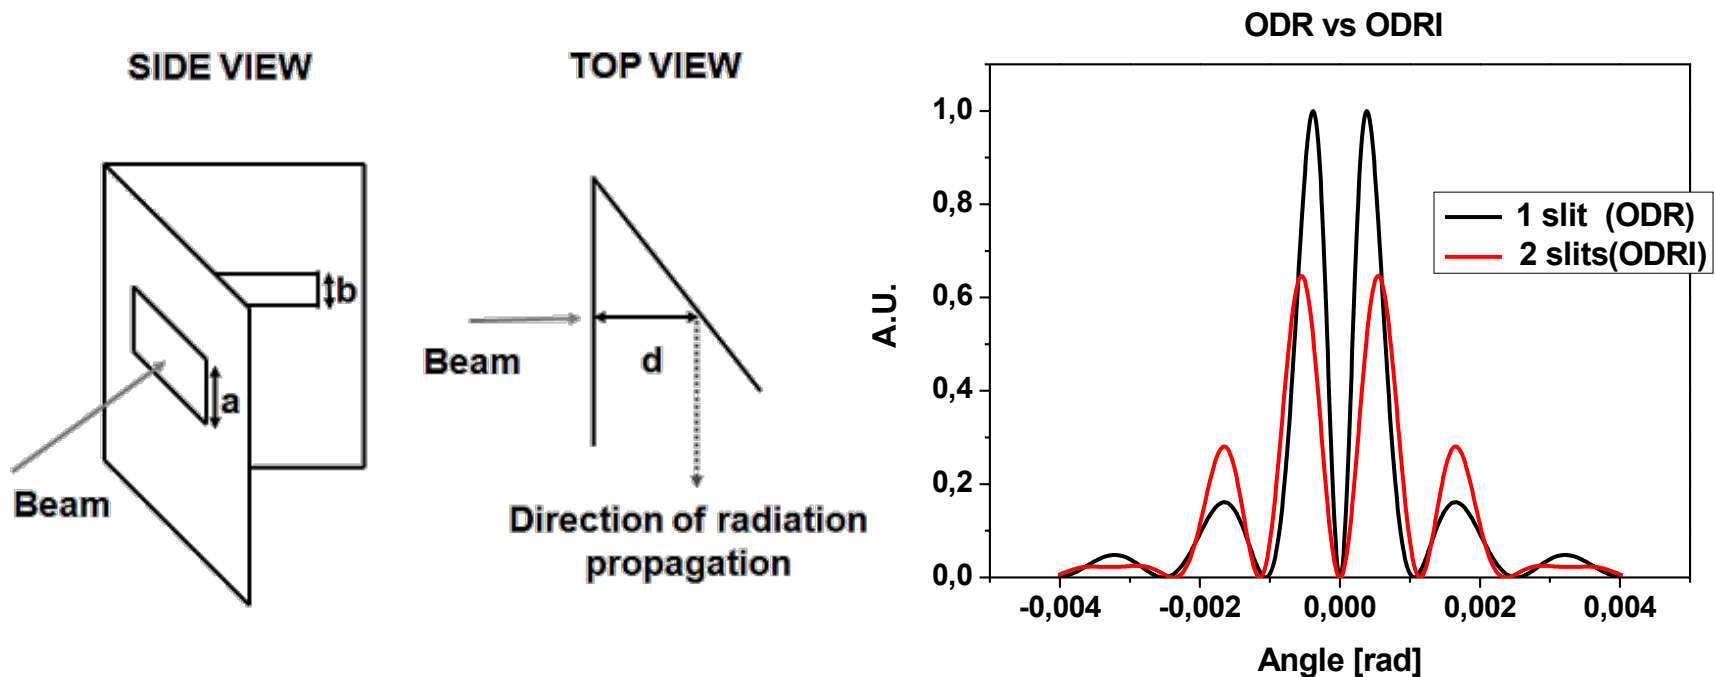 SIDE VIEW
b
a
Beam
TOP VIEW
Beam
d
Direction of radiation
propagation
ODR vs ODRI
1,0
0,8
0,6
0,4
0,2
0,0
A.U.
1 slit (ODR)
2 slits(ODRI)
-0,004
-0,002
0,000
0,002
0,004
Angle [rad]